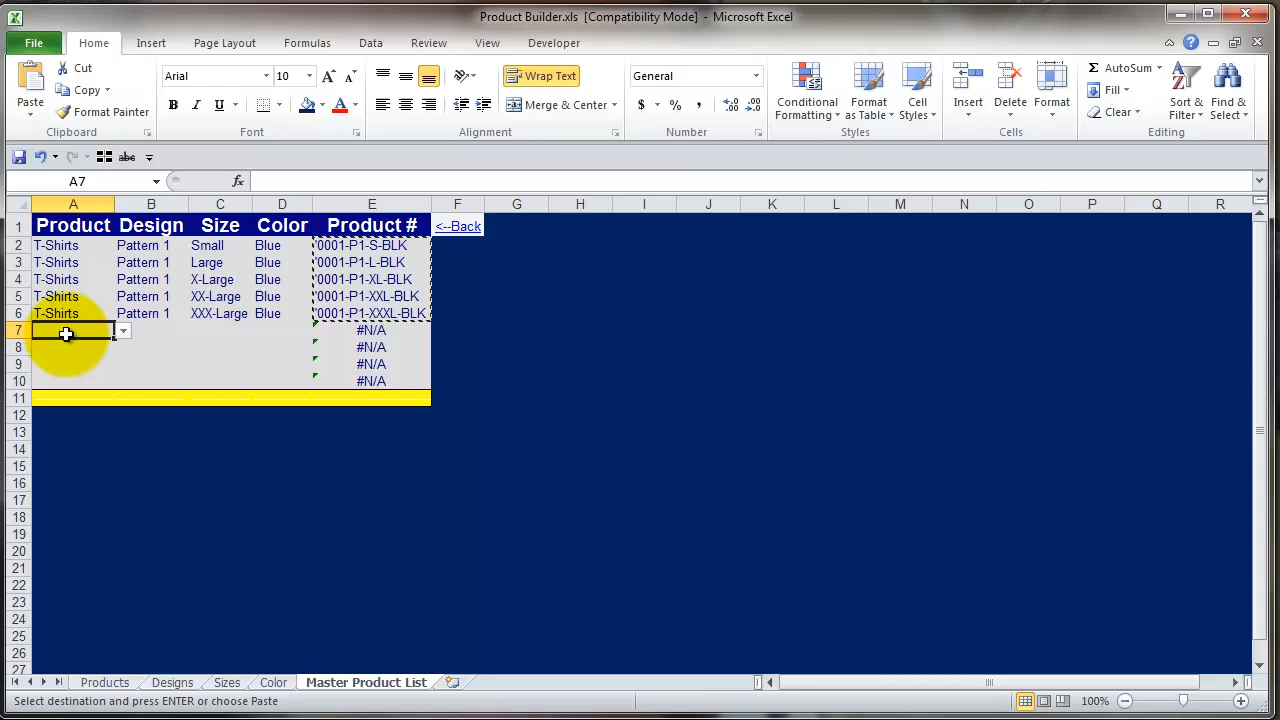 Product Builder.xls [Compatibility Mode] - Microsoft Excel
File Home Insert Page Layout Formulas Data Review View Developer
Paste Cut Copy Format Painter Clipboard
Arial 10 B I U A Font
Wrap Text Merge & Center Alignment
General $ % , Number
Conditional Formatting Format as Table Cell Styles Styles
Insert Delete Format Cells
Σ AutoSum Fill Clear Sort & Filter Find & Select Editing
abc
A7 fx
A B C D E F G H I J K L M N O P Q R
1 Product Design Size Color Product # <--Back
2 T-Shirts Pattern 1 Small Blue '0001-P1-S-BLK
3 T-Shirts Pattern 1 Large Blue '0001-P1-L-BLK
4 T-Shirts Pattern 1 X-Large Blue '0001-P1-XL-BLK
5 T-Shirts Pattern 1 XX-Large Blue '0001-P1-XXL-BLK
6 T-Shirts Pattern 1 XXX-Large Blue '0001-P1-XXXL-BLK
7 #N/A
8 #N/A
9 #N/A
10 #N/A
11
12
13
14
15
16
17
18
19
20
21
22
23
24
25
26
27
Products Designs Sizes Color Master Product List
Select destination and press ENTER or choose Paste 100%